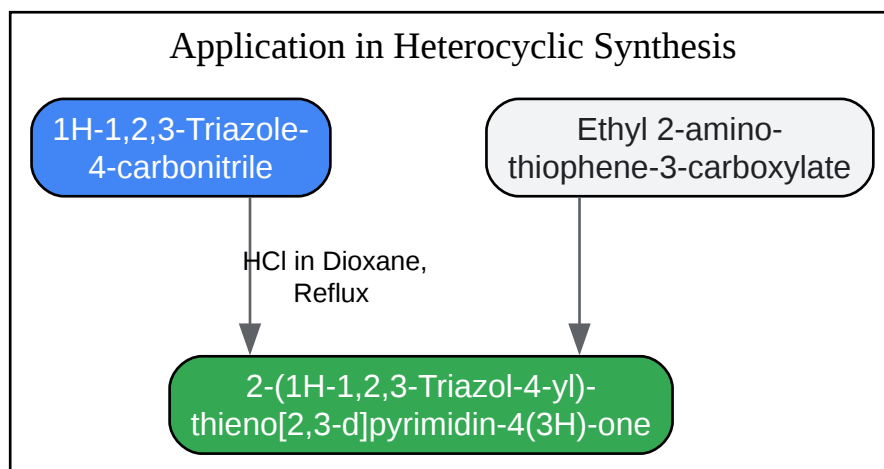 Application in Heterocyclic Synthesis
1H-1,2,3-Triazole-
4-carbonitrile
Ethyl 2-amino-
thiophene-3-carboxylate
HCl in Dioxane,
Reflux
2-(1H-1,2,3-Triazol-4-yl)-
thieno[2,3-d]pyrimidin-4(3H)-one